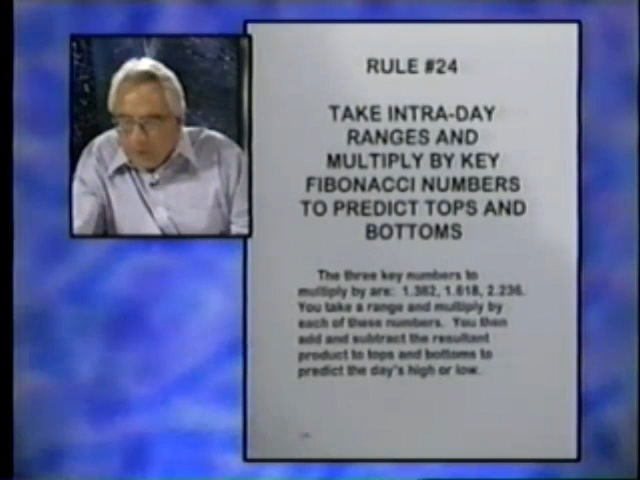 RULE #24
TAKE INTRA-DAY
RANGES AND
MULTIPLY BY KEY
FIBONACCI NUMBERS
TO PREDICT TOPS AND
BOTTOMS
The three key numbers to
multiply by are: 1.382, 1.618, 2.236.
You take a range and multiply by
each of these numbers. You then
add and subtract the resultant
product to tops and bottoms to
predict the day's high or low.